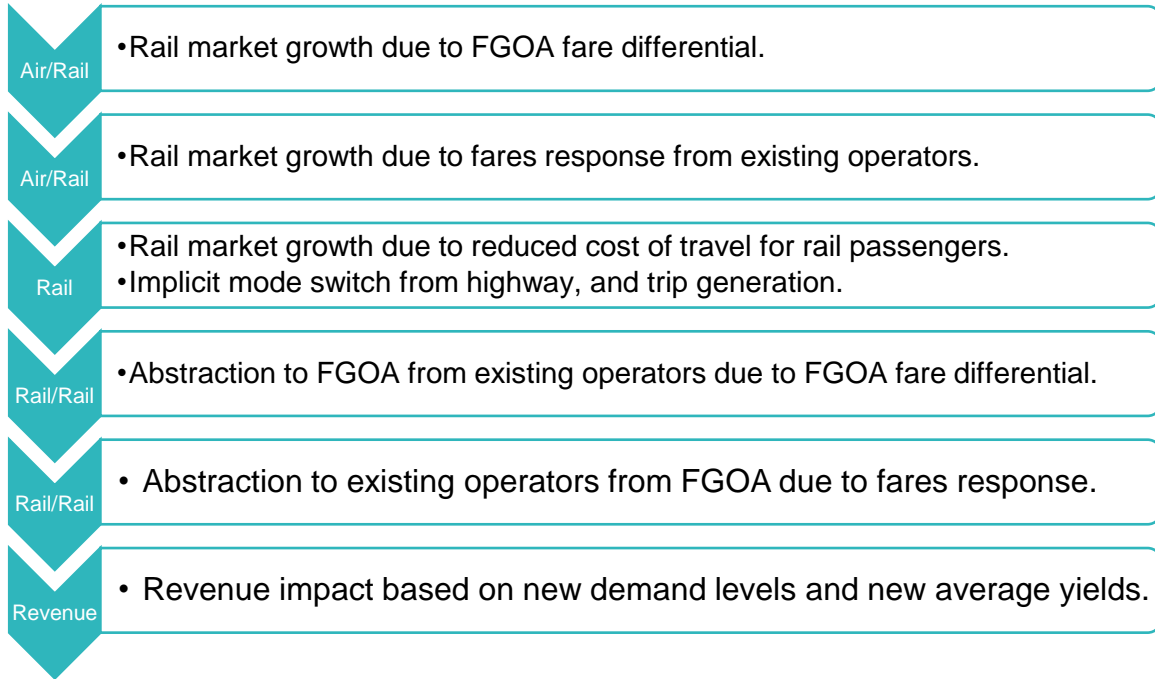 Air/Rail
•Rail market growth due to FGOA fare differential.
Air/Rail
•Rail market growth due to fares response from existing operators.
Rail
•Rail market growth due to reduced cost of travel for rail passengers.
•Implicit mode switch from highway, and trip generation.
Rail/Rail
•Abstraction to FGOA from existing operators due to FGOA fare differential.
Rail/Rail
• Abstraction to existing operators from FGOA due to fares response.
Revenue
• Revenue impact based on new demand levels and new average yields.